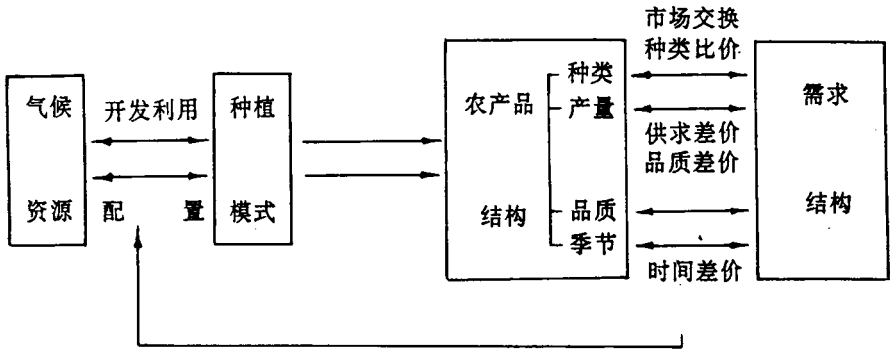 市场交换
种类比价
气候
资源
开发利用
配 置
种植
模式
农产品
结构
种类
产量
品质
季节
供求差价
品质差价
时间差价
需求
结构